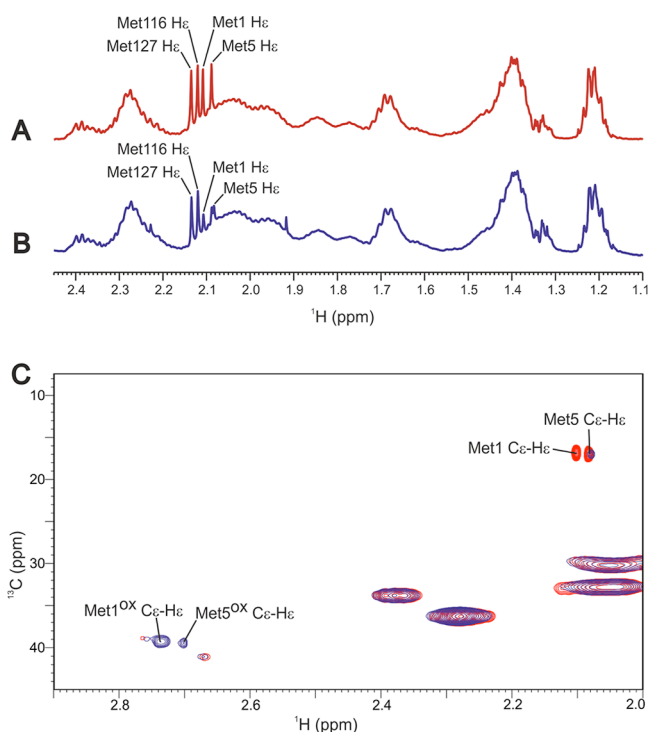 Met116 Hε
Met1 Hε
Met127 Hε
Met5 Hε
A
Met116 Hε
Met1 Hε
Met127 Hε
Met5 Hε
B
2.4 2.3 2.2 2.1 2.0 1.9 1.8 1.7 1.6 1.5 1.4 1.3 1.2 1.1
¹H (ppm)
C
10
Met5 Cε-Hε
Met1 Cε-Hε
20
¹³C (ppm)
30
Met1ᴼˣ Cε-Hε
Met5ᴼˣ Cε-Hε
40
2.8 2.6 2.4 2.2 2.0
¹H (ppm)